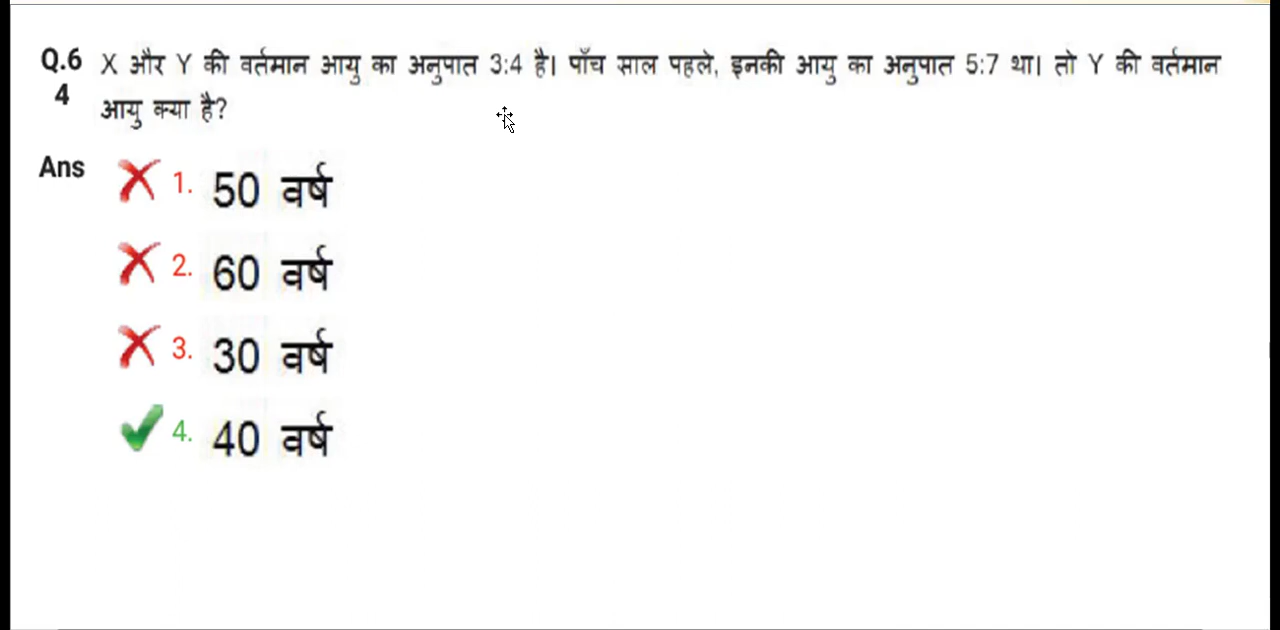 Q.6 X और Y की वर्तमान आयु का अनुपात 3:4 है। पाँच साल पहले, इनकी आयु का अनुपात 5:7 था। तो Y की वर्तमान
4 आयु क्या है?
Ans 1. 50 वर्ष
2. 60 वर्ष
3. 30 वर्ष
4. 40 वर्ष